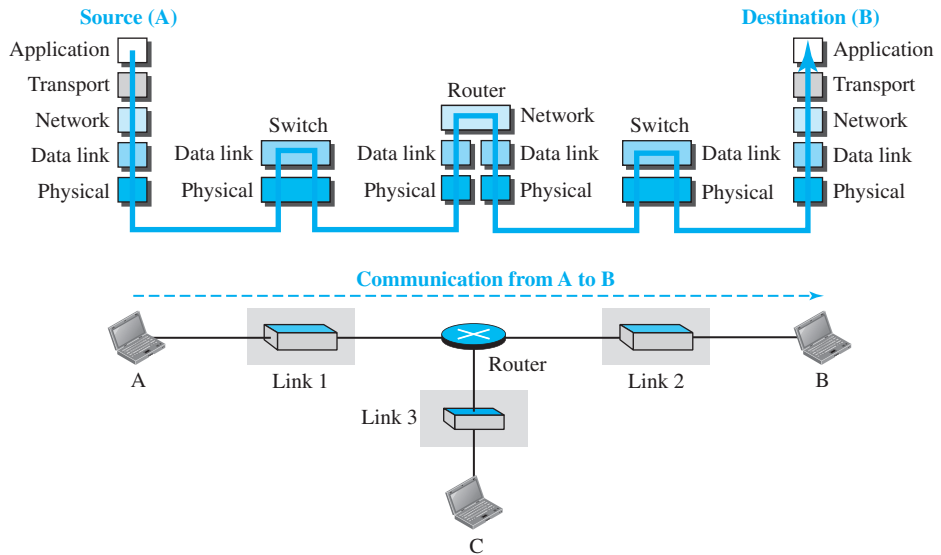 Source (A)
Destination (B)
Application
Application
Transport
Transport
Router
Network
Switch
Network
Switch
Network
Data link
Data link
Data link
Data link
Data link
Data link
Physical
Physical
Physical
Physical
Physical
Physical
Communication from A to B
A
Link 1
Router
Link 2
B
Link 3
C